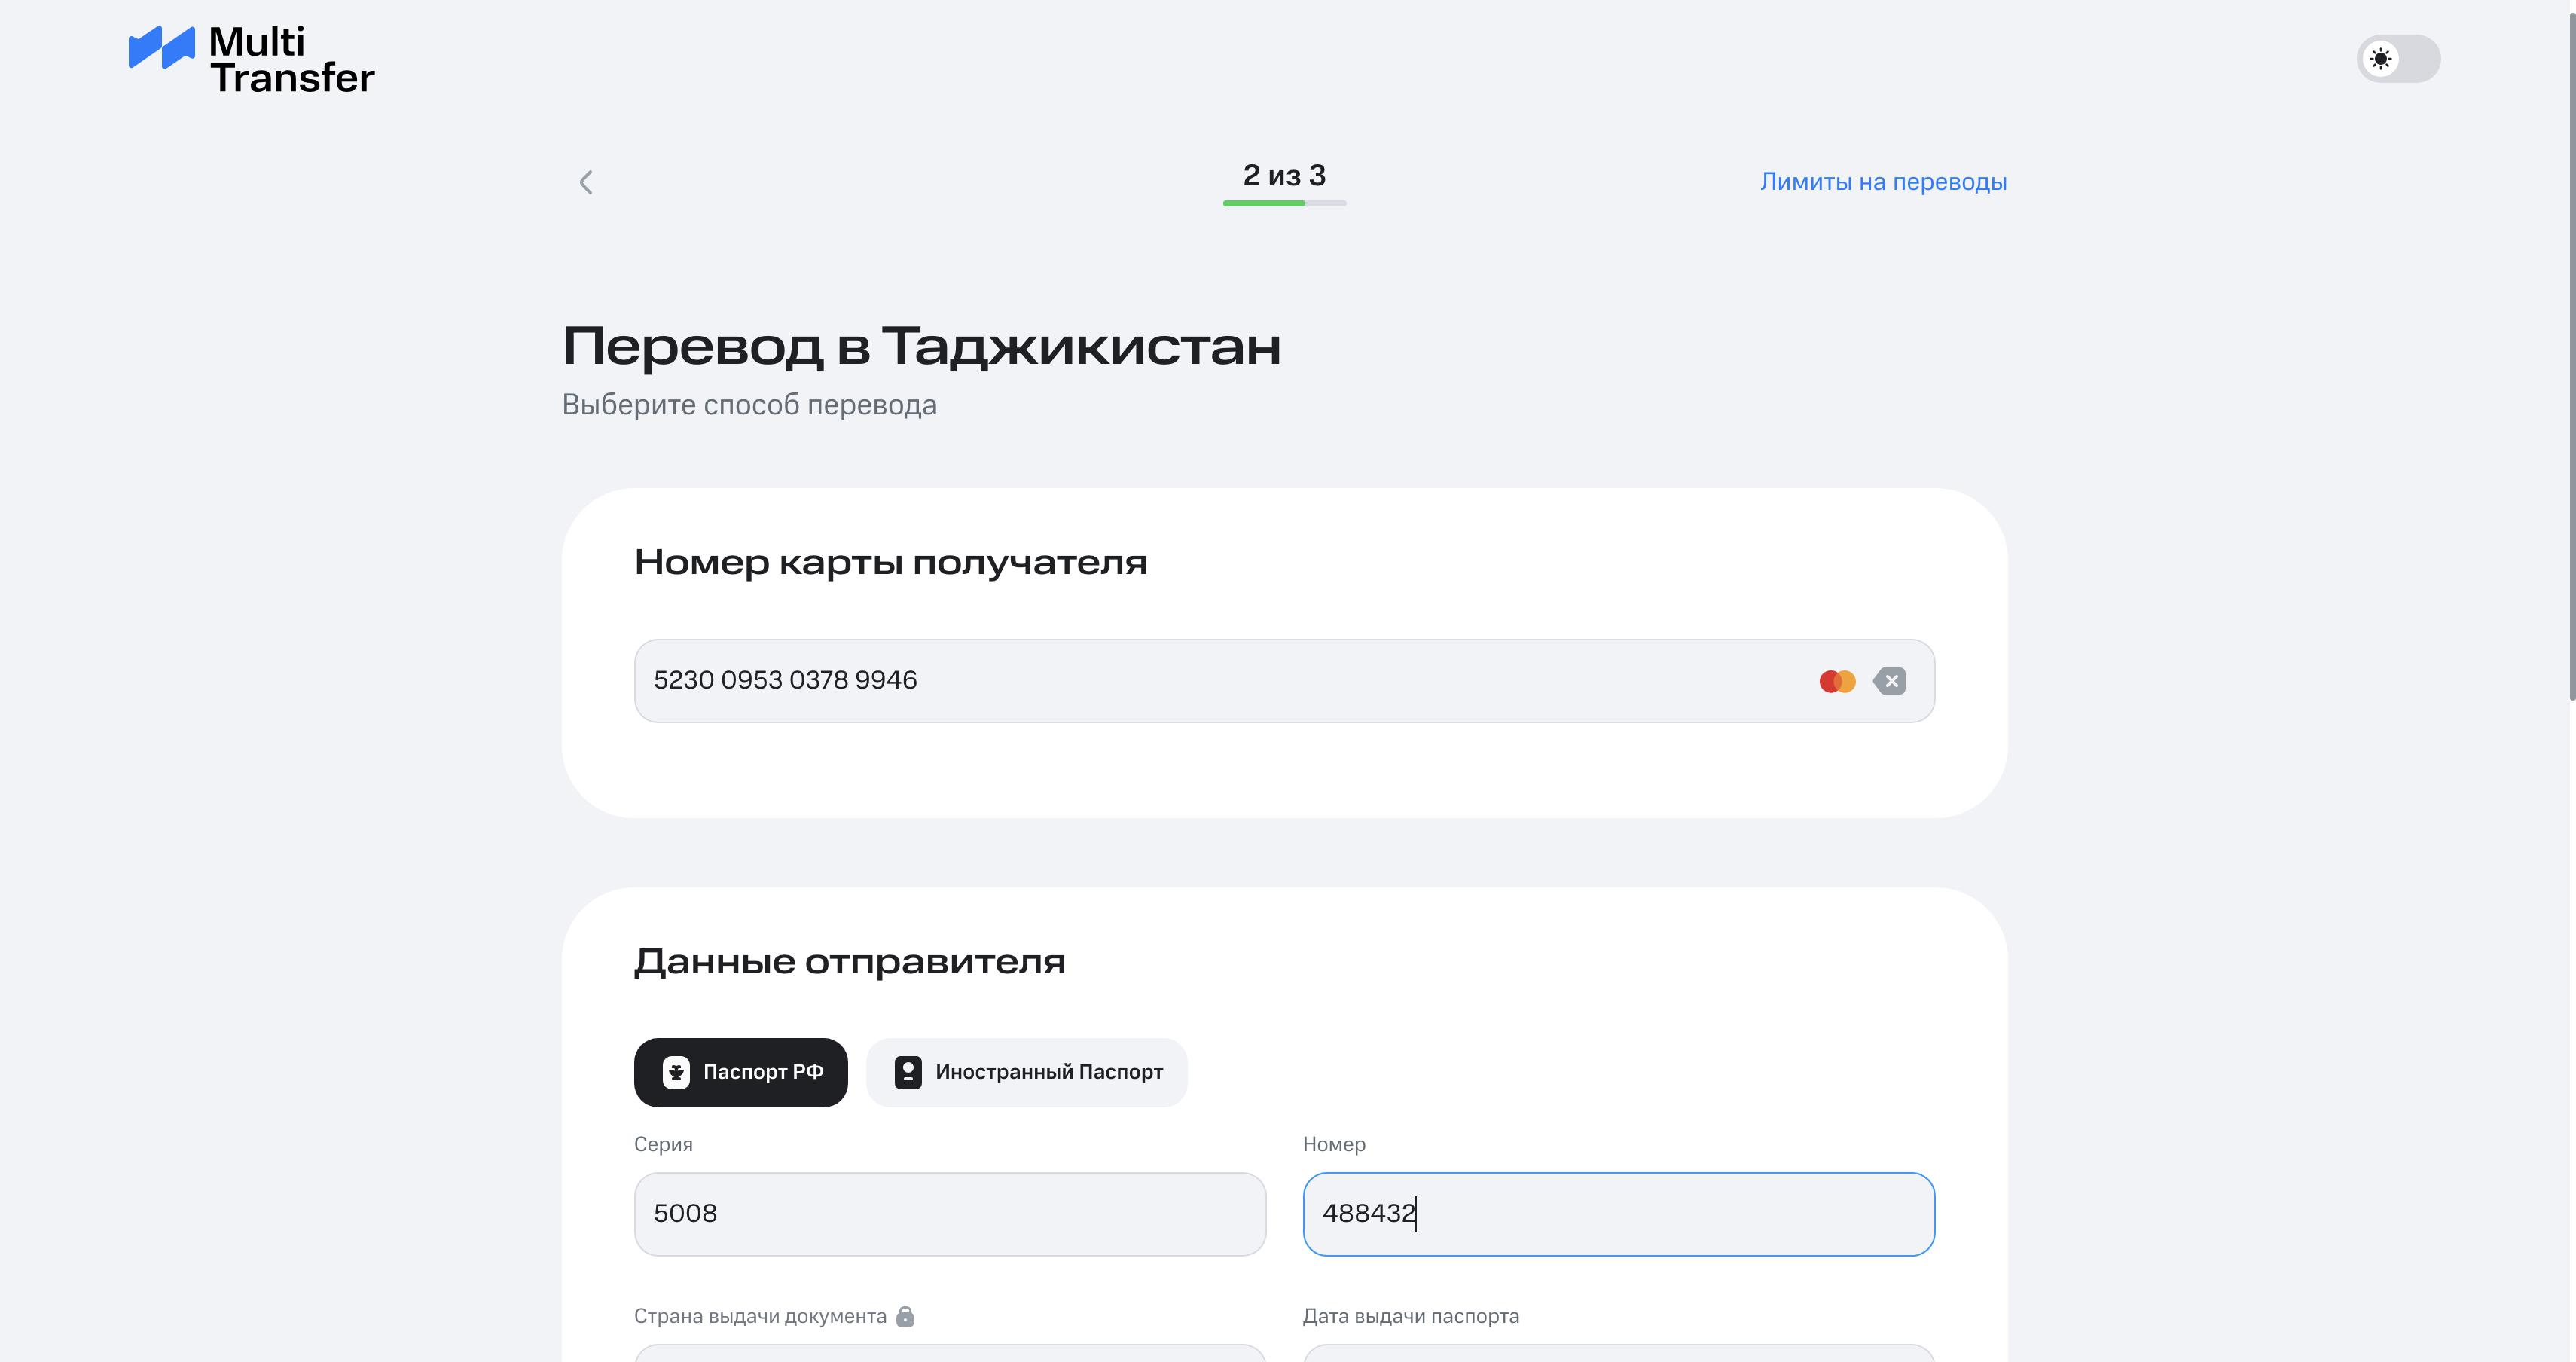 Multi
Transfer
2 из 3
Лимиты на переводы
Перевод в Таджикистан
Выберите способ перевода
Номер карты получателя
5230 0953 0378 9946
Данные отправителя
Паспорт РФ
Иностранный Паспорт
Серия
Номер
5008
488432
Страна выдачи документа
Дата выдачи паспорта